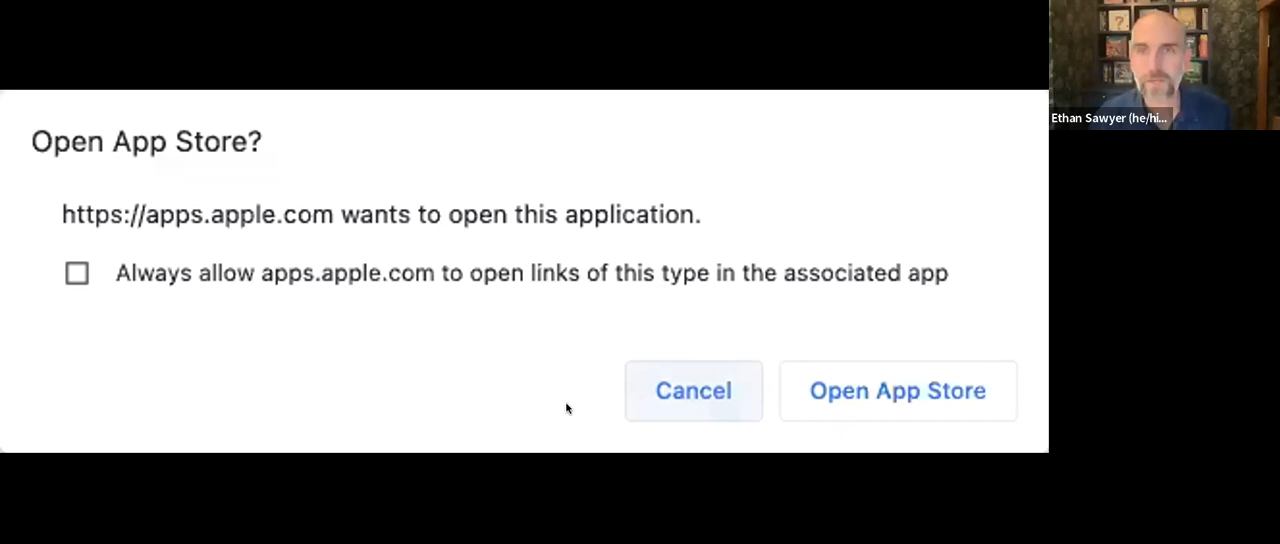 Open App Store?
https://apps.apple.com wants to open this application.
Always allow apps.apple.com to open links of this type in the associated app
Cancel
Open App Store
Ethan Sawyer (he/hi...